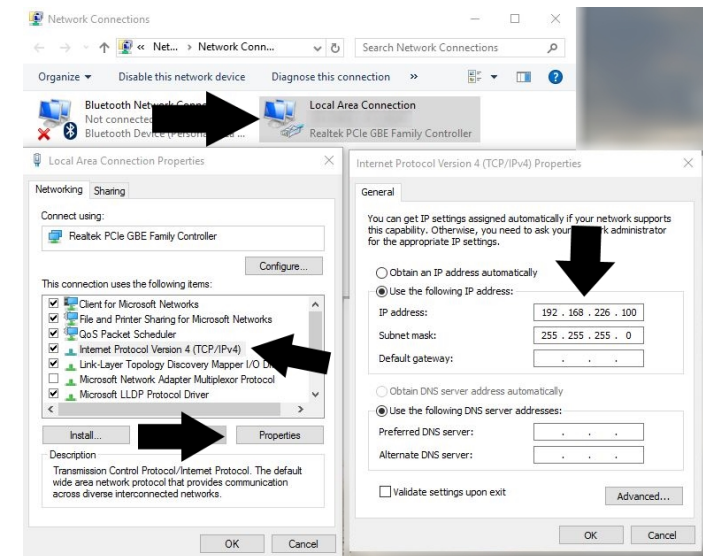 Network Connections
« Net... › Network Conn...
Search Network Connections
Organize
Disable this network device
Diagnose this connection
»
Bluetooth Network
Not connected
Bluetooth Device
...
Local Area Connection
Realtek PCIe GBE Family Controller
Local Area Connection Properties
Networking
Sharing
Connect using:
Realtek PCIe GBE Family Controller
Configure...
This connection uses the following items:
Client for Microsoft Networks
File and Printer Sharing for Microsoft Networks
QoS Packet Scheduler
Internet Protocol Version 4 (TCP/IPv4)
Link-Layer Topology Discovery Mapper I/O
Microsoft Network Adapter Multiplexor Protocol
Microsoft LLDP Protocol Driver
Install...
Properties
Description
Transmission Control Protocol/Internet Protocol. The default
wide area network protocol that provides communication
across diverse interconnected networks.
OK
Cancel
Internet Protocol Version 4 (TCP/IPv4) Properties
General
You can get IP settings assigned automatically if your network supports
this capability. Otherwise, you need to ask your administrator
for the appropriate IP settings.
Obtain an IP address automatically
Use the following IP address:
IP address:
192 . 168 . 226 . 100
Subnet mask:
255 . 255 . 255 . 0
Default gateway:
. . .
Obtain DNS server address automatically
Use the following DNS server addresses:
Preferred DNS server:
. . .
Alternate DNS server:
. . .
Validate settings upon exit
Advanced...
OK
Cancel